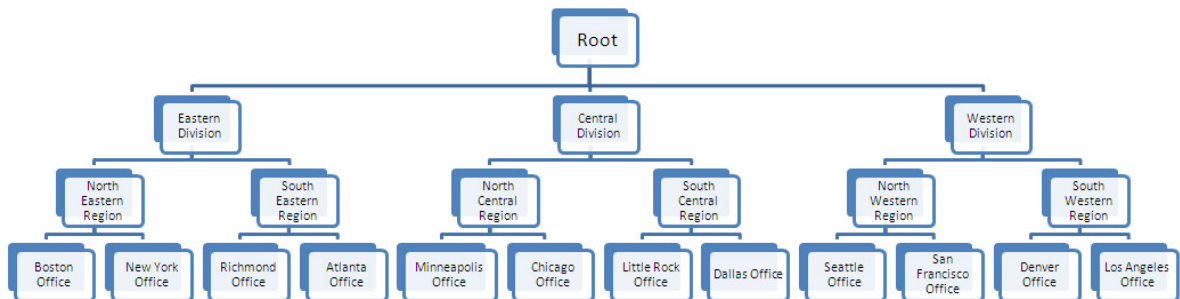 Root
Eastern
Division
Central
Division
Western
Division
North
Eastern
Region
South
Eastern
Region
North
Central
Region
South
Central
Region
North
Western
Region
South
Western
Region
Boston
Office
New York
Office
Richmond
Office
Atlanta
Office
Minneapolis
Office
Chicago
Office
Little Rock
Office
Dallas Office
Seattle
Office
San
Francisco
Office
Denver
Office
Los Angeles
Office